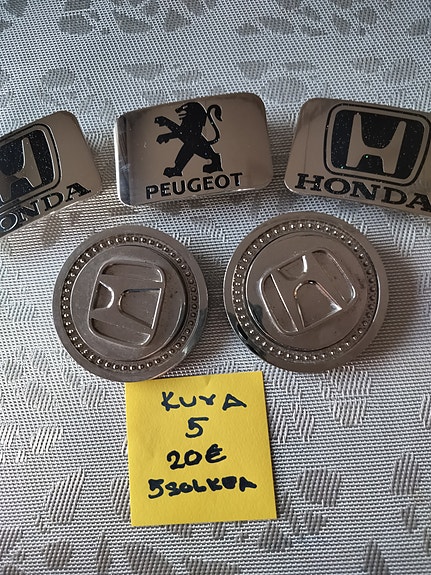 HONDA
PEUGEOT
HONDA
KUVA
5
20€
5SOLKEA